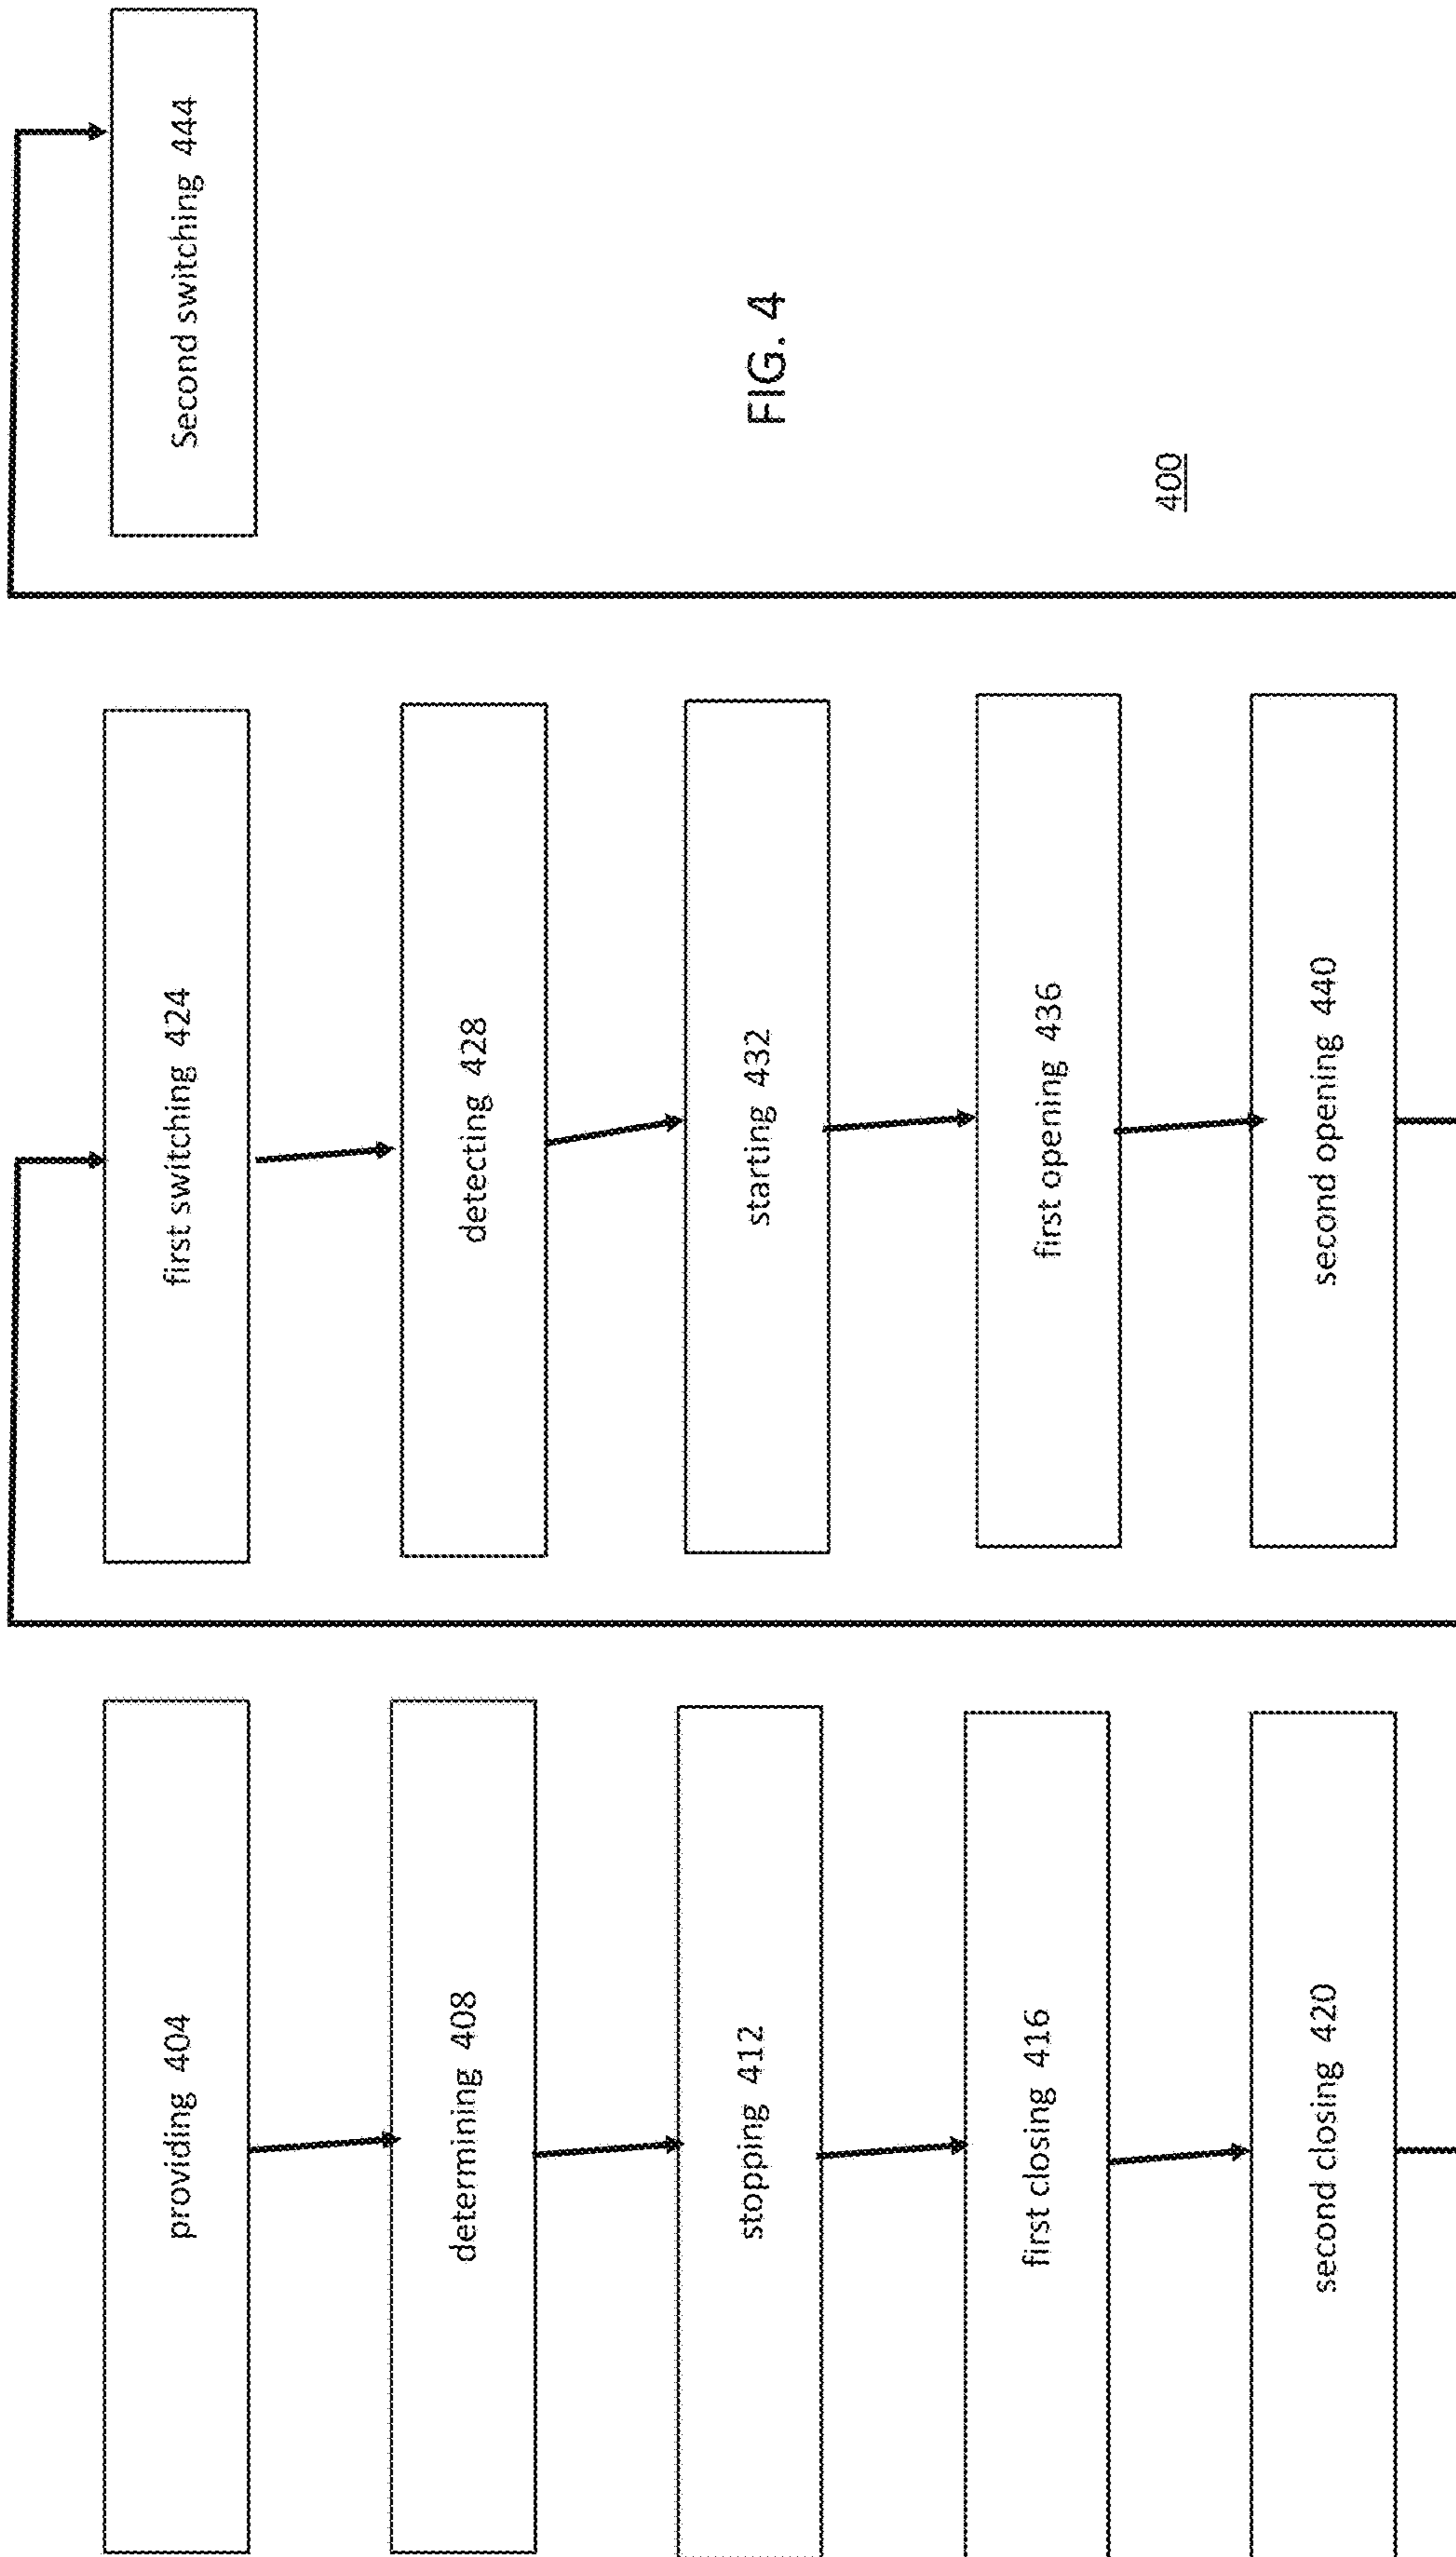 providing 404
determining 408
stopping 412
first closing 416
second closing 420
first switching 424
detecting 428
starting 432
first opening 436
second opening 440
Second switching 444
FIG. 4
400